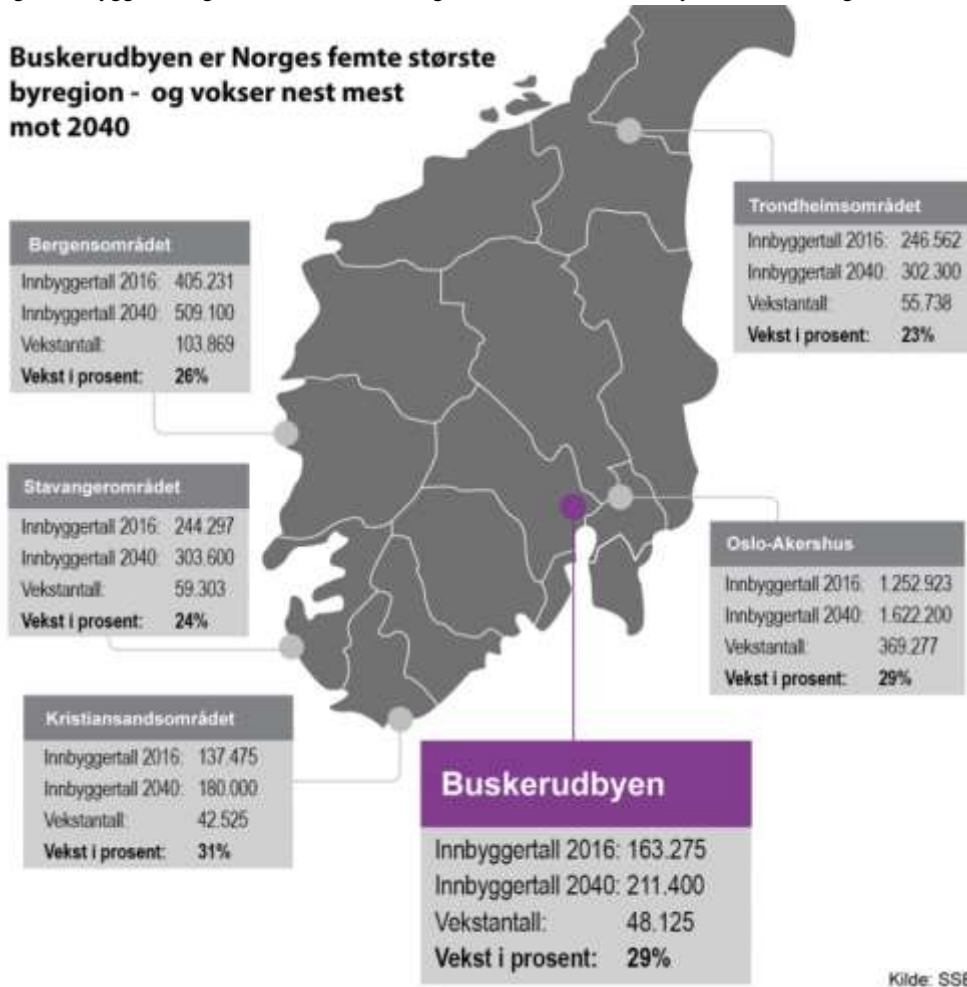 Buskerudbyen er Norges femte største
byregion - og vokser nest mest
mot 2040
Trondheimsområdet
Innbyggertall 2016: 246.562
Innbyggertall 2040: 302.300
Vekstantall: 55.738
Vekst i prosent: 23%
Bergensområdet
Innbyggertall 2016: 405.231
Innbyggertall 2040: 509.100
Vekstantall: 103.869
Vekst i prosent: 26%
Stavangerområdet
Innbyggertall 2016: 244.297
Innbyggertall 2040: 303.600
Vekstantall: 59.303
Vekst i prosent: 24%
Oslo-Akershus
Innbyggertall 2016: 1.252.923
Innbyggertall 2040: 1.622.200
Vekstantall: 369.277
Vekst i prosent: 29%
Kristiansandsområdet
Innbyggertall 2016: 137.475
Innbyggertall 2040: 180.000
Vekstantall: 42.525
Vekst i prosent: 31%
Buskerudbyen
Innbyggertall 2016: 163.275
Innbyggertall 2040: 211.400
Vekstantall: 48.125
Vekst i prosent: 29%
Kilde: SSB